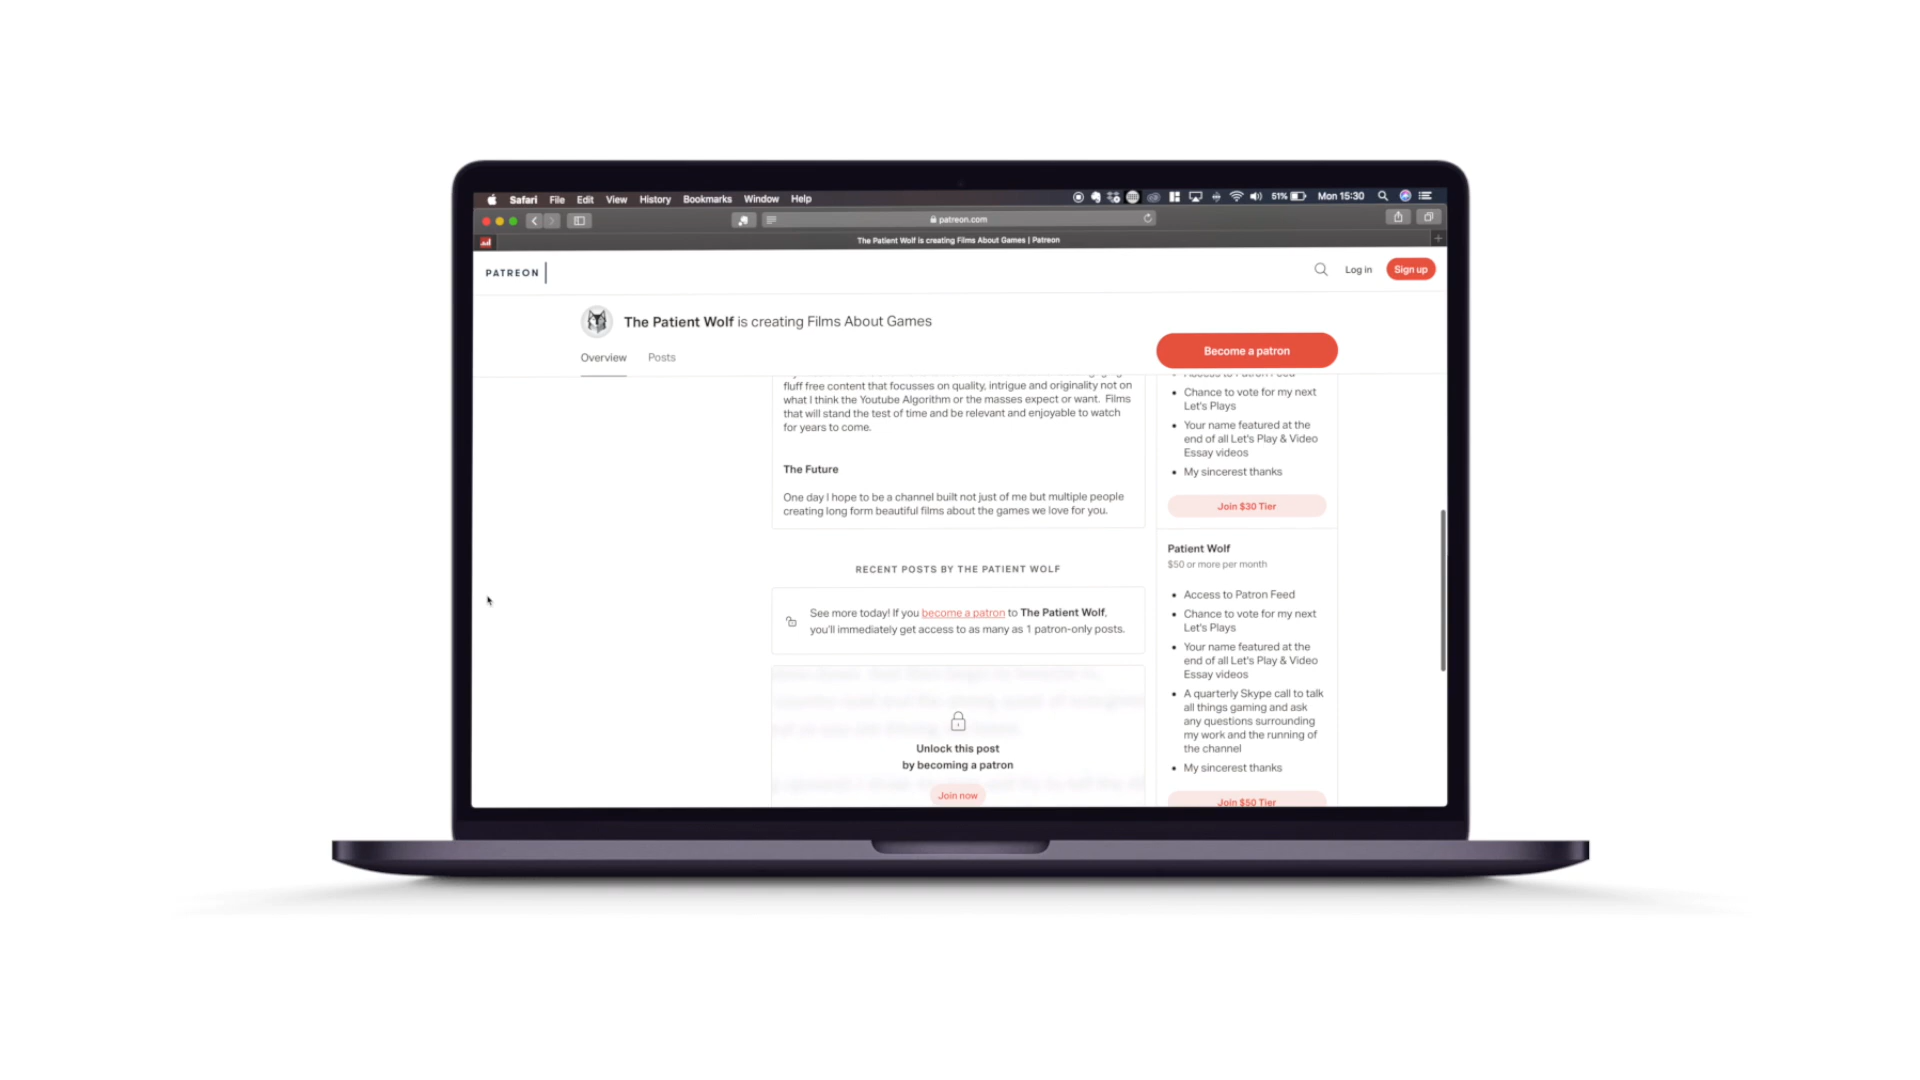 Safari File Edit View History Bookmarks Window Help
51%
Mon 15:30
patreon.com
The Patient Wolf is creating Films About Games | Patreon
PATREON
Log in
Sign up
The Patient Wolf is creating Films About Games
Overview
Posts
Become a patron
fluff free content that focusses on quality, intrigue and originality not on
what I think the Youtube Algorithm or the masses expect or want. Films
that will stand the test of time and be relevant and enjoyable to watch
for years to come.
The Future
One day I hope to be a channel built not just of me but multiple people
creating long form beautiful films about the games we love for you.
RECENT POSTS BY THE PATIENT WOLF
See more today! If you become a patron to The Patient Wolf,
you'll immediately get access to as many as 1 patron-only posts.
Unlock this post
by becoming a patron
Join now
Access to Patron Feed
Chance to vote for my next
Let's Plays
Your name featured at the
end of all Let's Play & Video
Essay videos
My sincerest thanks
Join $30 Tier
Patient Wolf
$50 or more per month
Access to Patron Feed
Chance to vote for my next
Let's Plays
Your name featured at the
end of all Let's Play & Video
Essay videos
A quarterly Skype call to talk
all things gaming and ask
any questions surrounding
my work and the running of
the channel
My sincerest thanks
Join $50 Tier